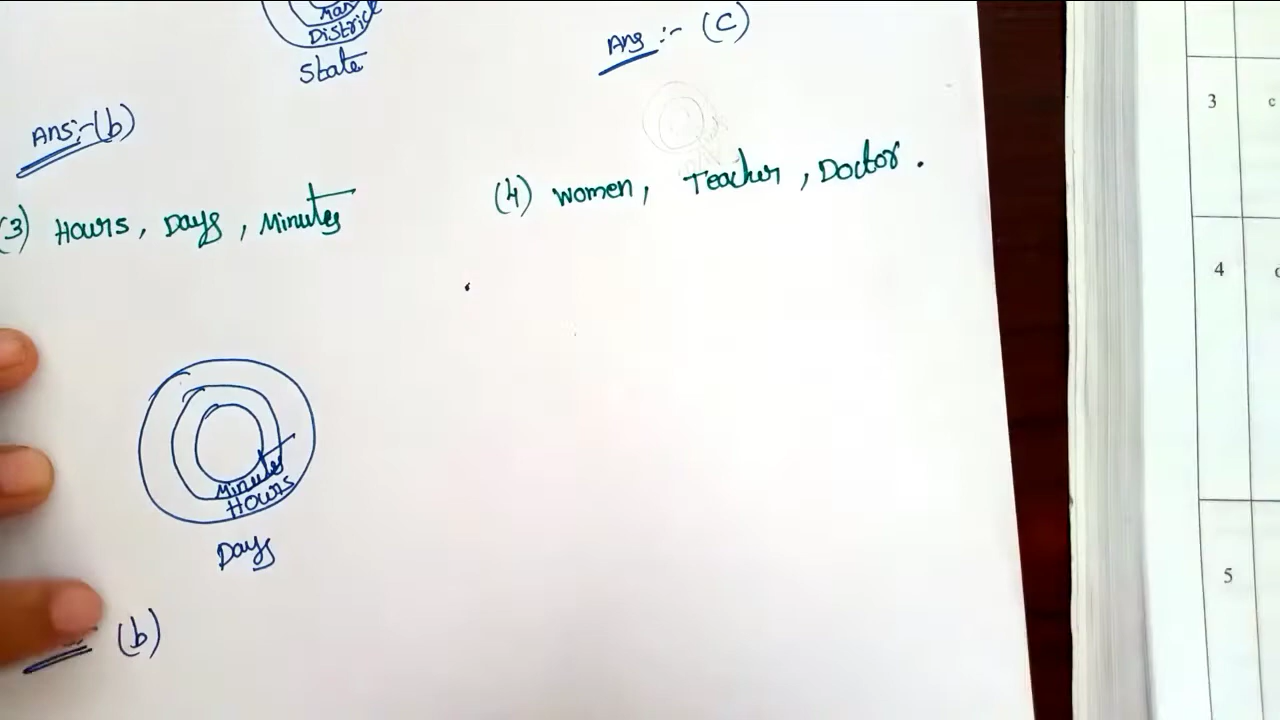 District
State
Ans:-(b)
Ans :- (C)
(3) Hours, Days, Minutes
(4) women, Teacher, Doctor.
Minutes
Hours
Days
(b)
3
c
4
5